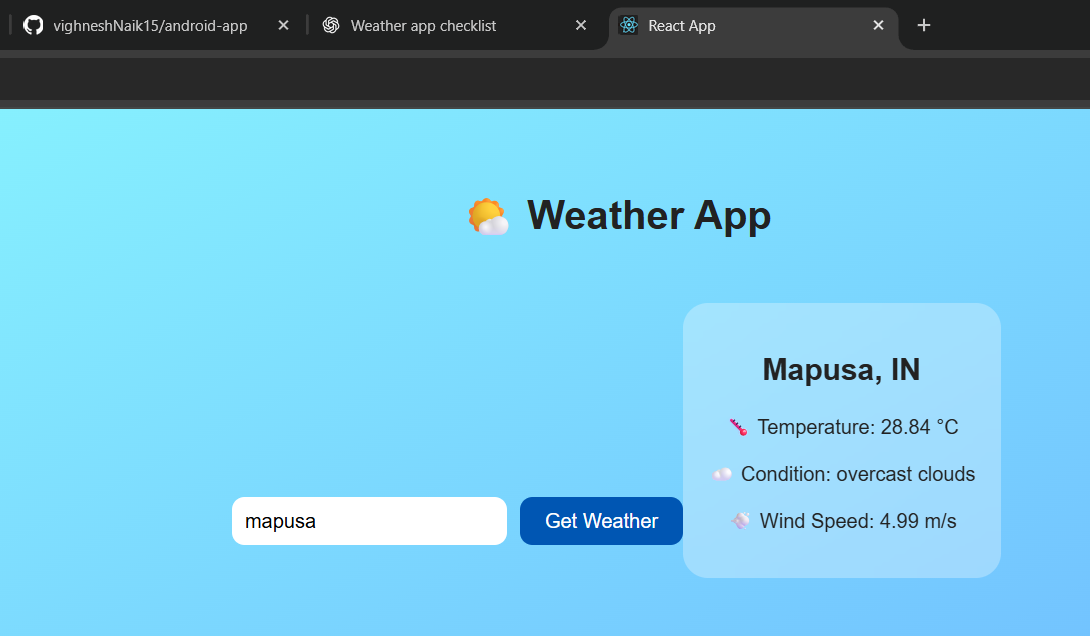 vighneshNaik15/android-app
Weather app checklist
React App
Weather App
Mapusa, IN
Temperature: 28.84 °C
Condition: overcast clouds
mapusa
Get Weather
Wind Speed: 4.99 m/s